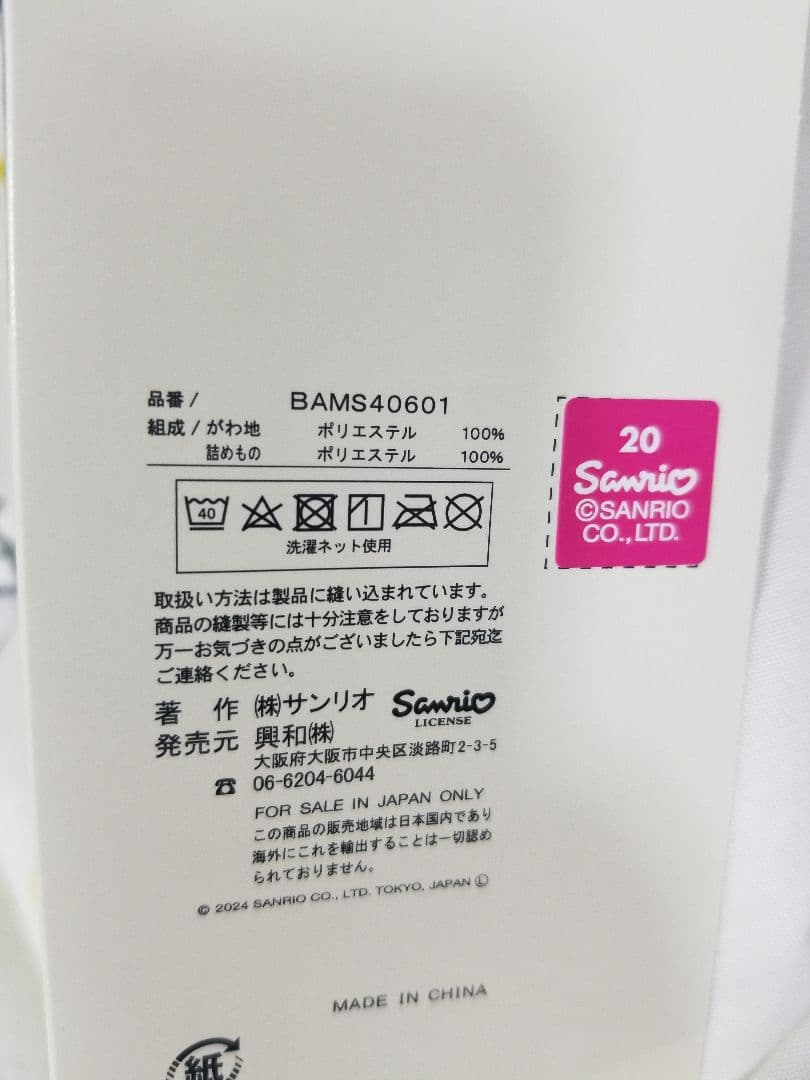 品番 / BAMS40601
組成 / がわ地 ポリエステル 100%
詰めもの ポリエステル 100%
40
洗濯ネット使用
20
Sanrio
©SANRIO
CO.,LTD.
取扱い方法は製品に縫い込まれています。
商品の縫製等には十分注意をしておりますが
万一お気づきの点がございましたら下記宛迄
ご連絡ください。
著 作 ㈱サンリオ Sanrio
LICENSE
発売元 興和㈱
大阪府大阪市中央区淡路町2-3-5
☎ 06-6204-6044
FOR SALE IN JAPAN ONLY
この商品の販売地域は日本国内であり
海外にこれを輸出することは一切認め
られておりません。
© 2024 SANRIO CO., LTD. TOKYO, JAPAN Ⓛ
MADE IN CHINA
紙